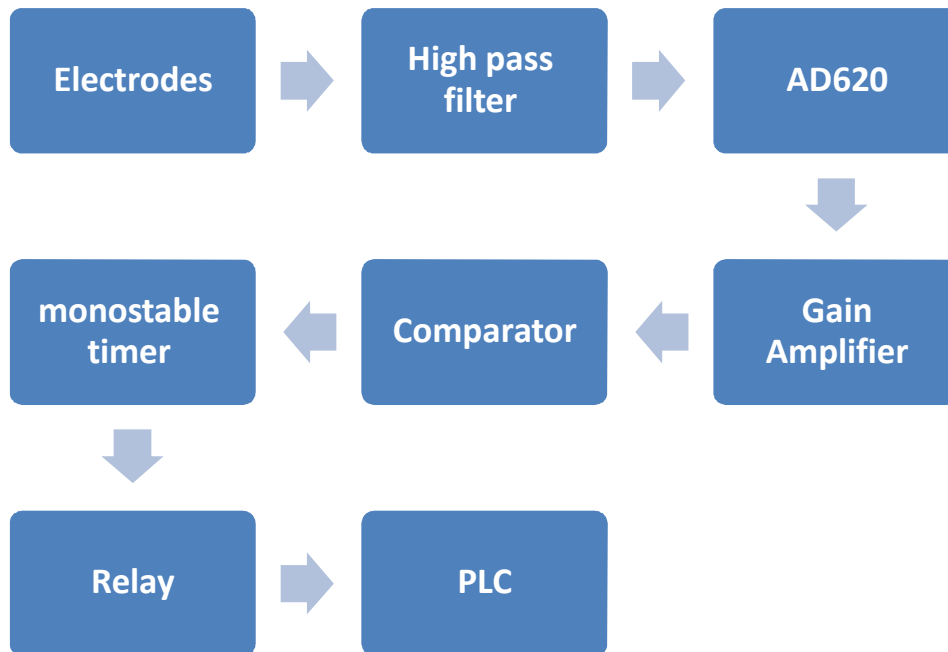 Electrodes
High pass
filter
AD620
monostable
timer
Comparator
Gain
Amplifier
Relay
PLC